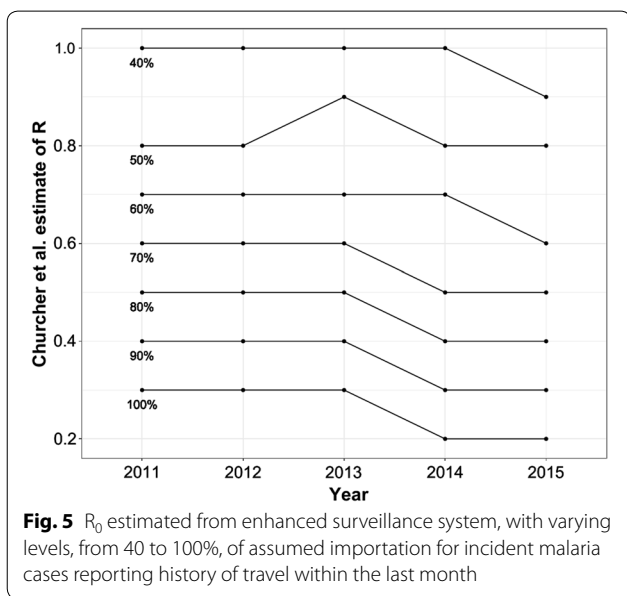 Churcher et al. estimate of R
1.0
0.8
0.6
0.4
0.2
40%
50%
60%
70%
80%
90%
100%
2011 2012 2013 2014 2015
Year
Fig. 5 R0 estimated from enhanced surveillance system, with varying
levels, from 40 to 100%, of assumed importation for incident malaria
cases reporting history of travel within the last month